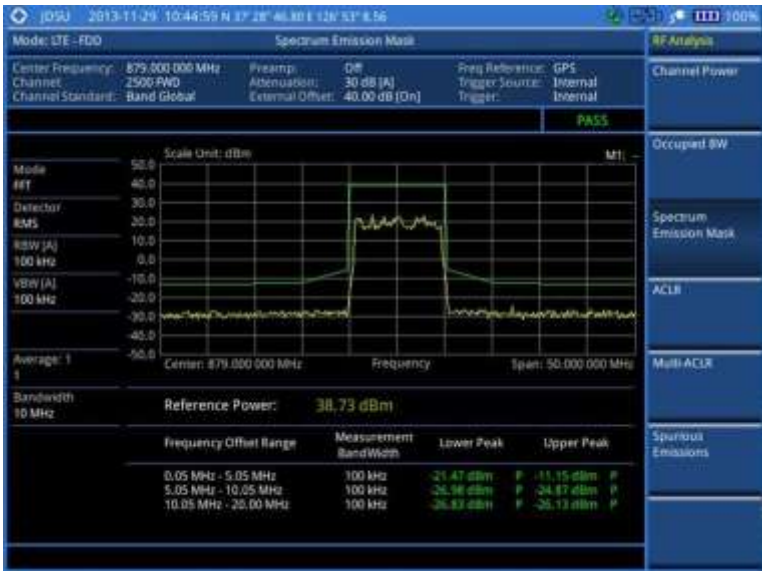 JDSU 2013-11-29 10:44:59 N 37° 28' 46.80 E 126° 53' 8.56 100%
Mode: LTE - FDD Spectrum Emission Mask RF Analysis
Center Frequency: 879.000 000 MHz Preamp: Off Freq Reference: GPS
Channel: 2500 FWD Attenuation: 30 dB [A] Trigger Source: Internal
Channel Standard: Band Global External Offset: 40.00 dB [On] Trigger: Internal
Channel Power
PASS
Occupied BW
Scale Unit: dBm M1: --
50.0
Mode 40.0
30.0
Detector
RMS 20.0
Spectrum
Emission Mask
RBW [A] 10.0
100 kHz 0.0
VBW [A] -10.0
100 kHz -20.0
ACLR
-30.0
-40.0
-50.0
Average: 1
1
Center: 879.000 000 MHz Frequency Span: 50.000 000 MHz
Multi-ACLR
Bandwidth
10 MHz
Reference Power: 38.73 dBm
Spurious
Emissions
Frequency Offset Range Measurement BandWidth Lower Peak Upper Peak
0.05 MHz - 5.05 MHz 100 kHz -21.47 dBm P -11.15 dBm P
5.05 MHz - 10.05 MHz 100 kHz -26.98 dBm P -24.87 dBm P
10.05 MHz - 20.00 MHz 100 kHz -26.83 dBm P -26.13 dBm P